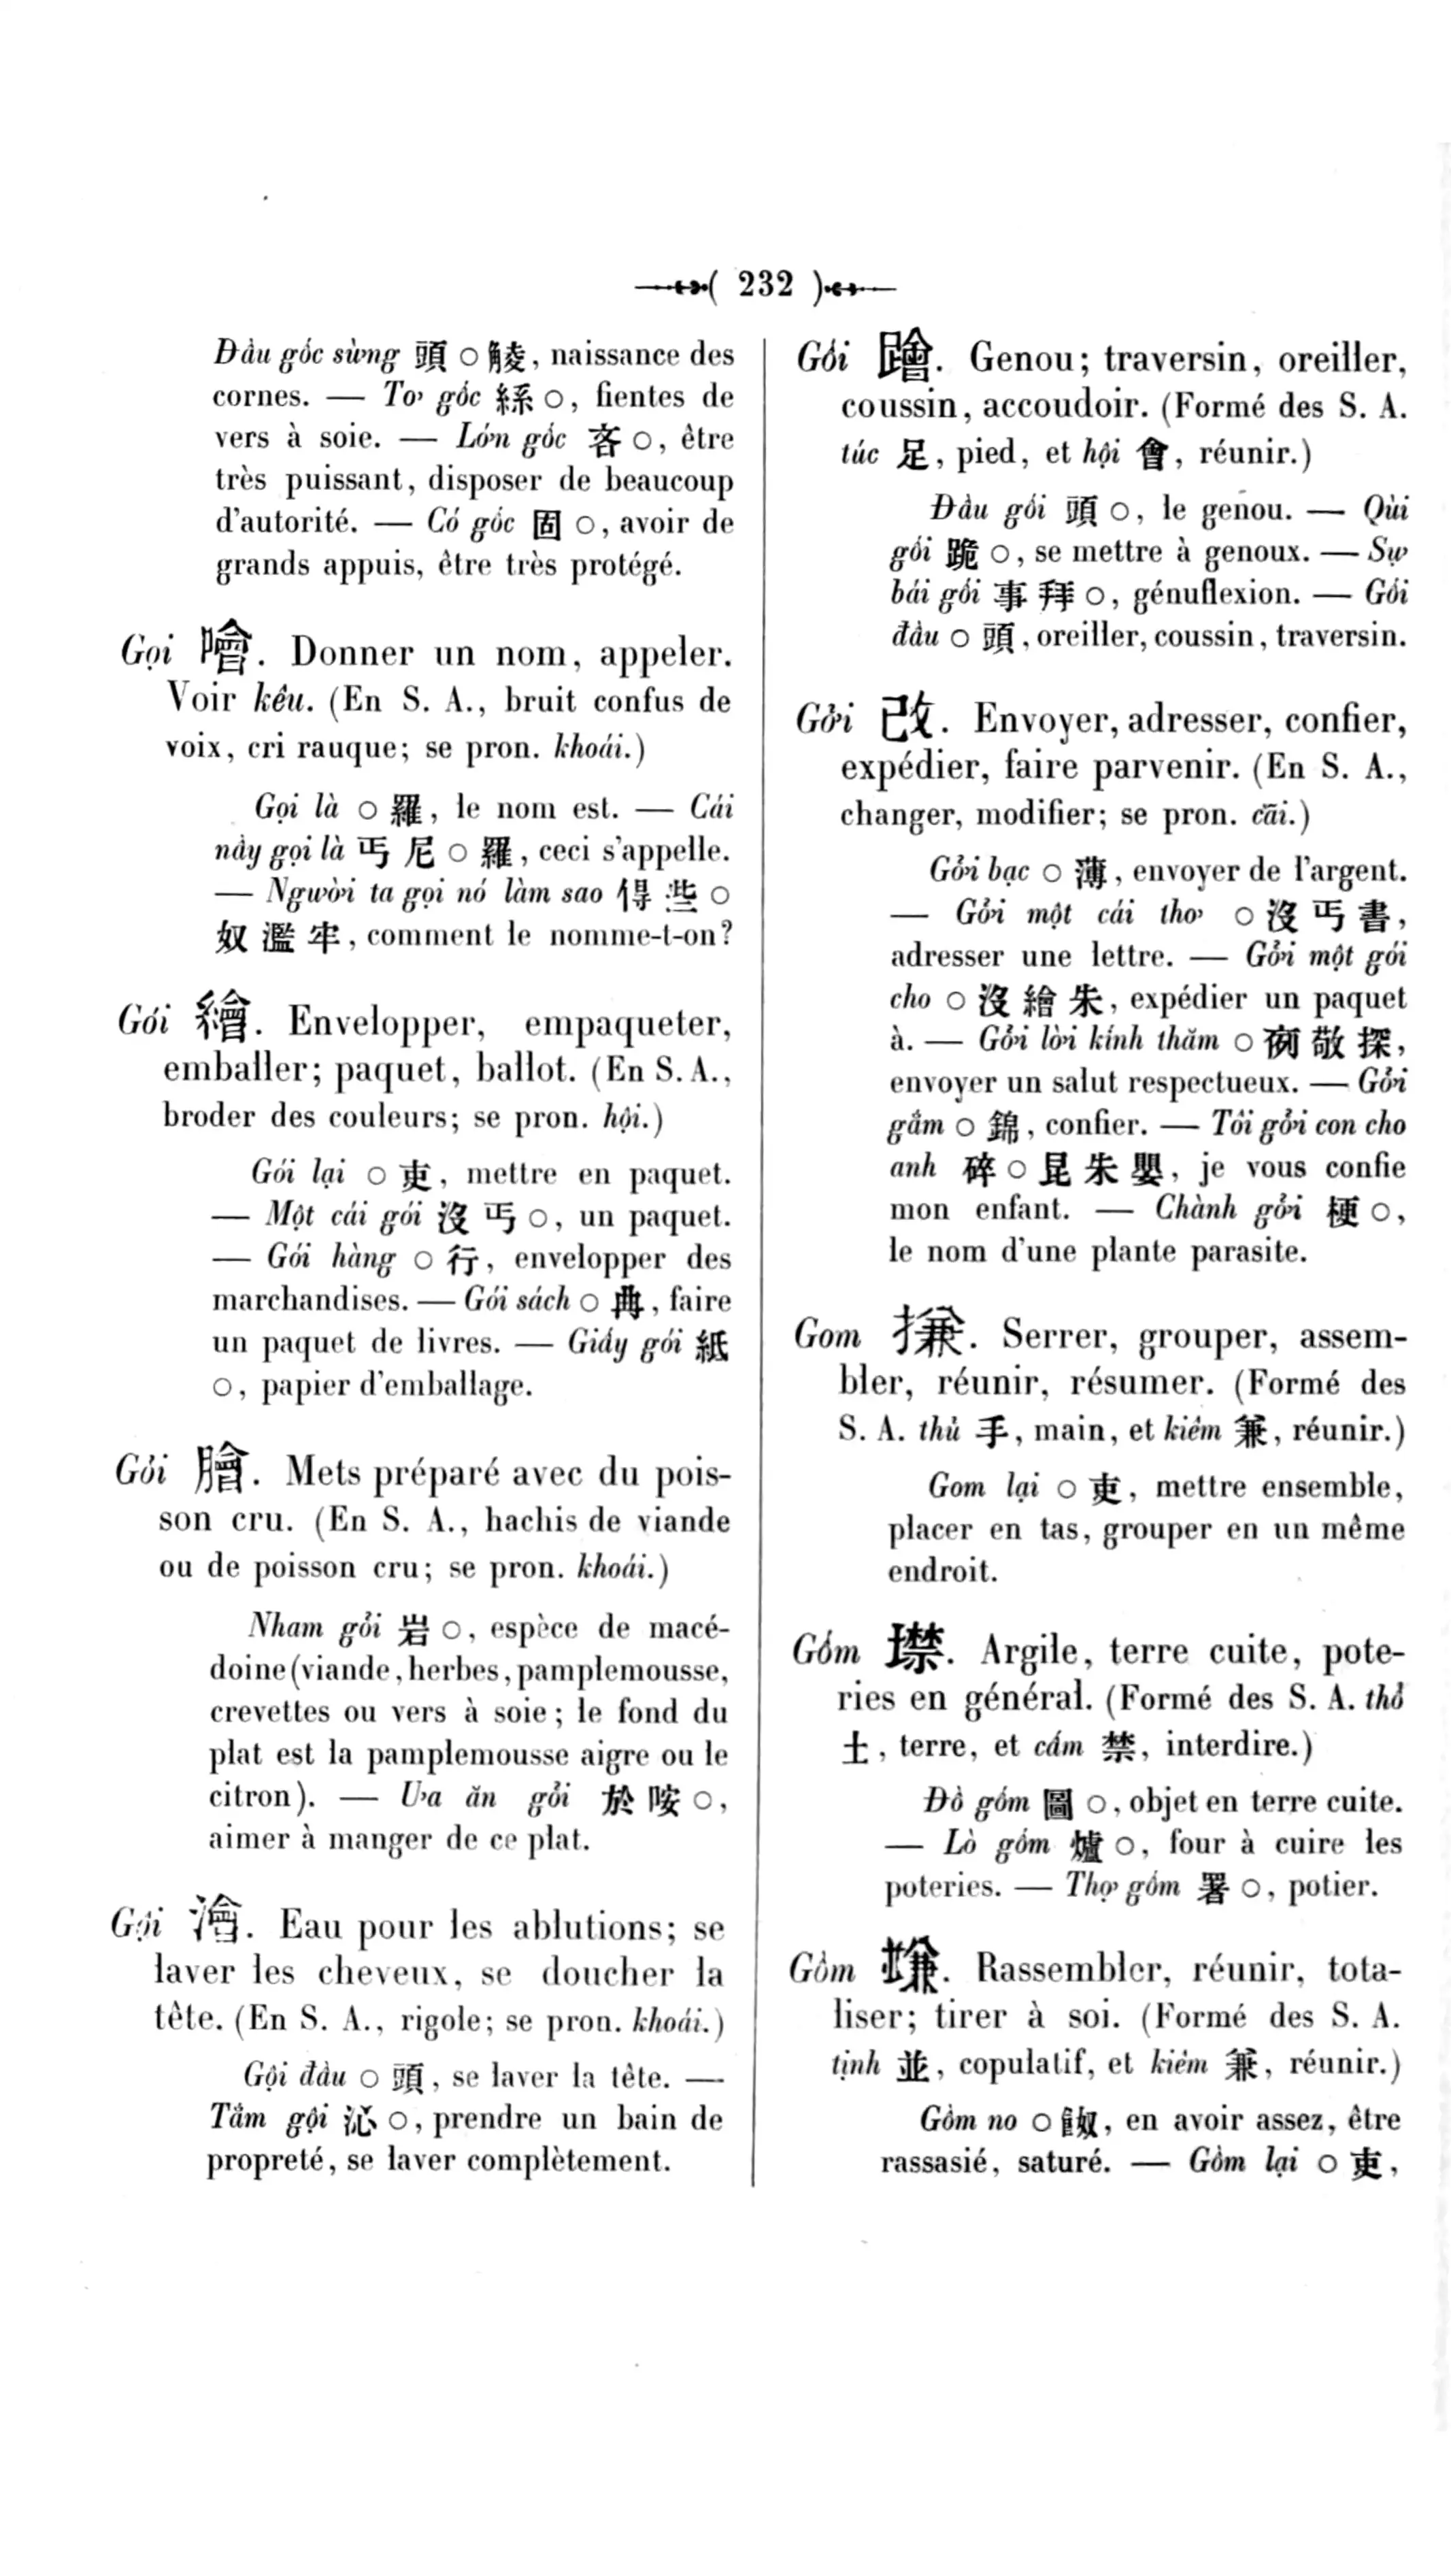 ( 232 )
Đầu gốc sừng 頭 ○ 𧤁, naissance des
cornes. — Tơ gốc 絲 ○, fientes de
vers à soie. — Lớn gốc 吝 ○, être
très puissant, disposer de beaucoup
d'autorité. — Có gốc 固 ○, avoir de
grands appuis, être très protégé.
Gọi 噲. Donner un nom, appeler.
Voir kêu. (En S. A., bruit confus de
voix, cri rauque; se pron. khoái.)
Gọi là ○ 羅, le nom est. — Cái
nầy gọi là 丐 尼 ○ 羅, ceci s'appelle.
— Người ta gọi nó làm sao 㝵 些 ○
奴 濫 牢, comment le nomme-t-on?
Gói 繪. Envelopper, empaqueter,
emballer; paquet, ballot. (En S. A.,
broder des couleurs; se pron. hội.)
Gói lại ○ 吏, mettre en paquet.
— Một cái gói 沒 丐 ○, un paquet.
— Gói hàng ○ 行, envelopper des
marchandises. — Gói sách ○ 冊, faire
un paquet de livres. — Giấy gói 紙
○, papier d'emballage.
Gỏi 膾. Mets préparé avec du pois-
son cru. (En S. A., hachis de viande
ou de poisson cru; se pron. khoái.)
Nham gỏi 岩 ○, espèce de macé-
doine (viande, herbes, pamplemousse,
crevettes ou vers à soie; le fond du
plat est la pamplemousse aigre ou le
citron). — Ưa ăn gỏi 於 咹 ○,
aimer à manger de ce plat.
Gội 澮. Eau pour les ablutions; se
laver les cheveux, se doucher la
tête. (En S. A., rigole; se pron. khoái.)
Gội đầu ○ 頭, se laver la tête. —
Tắm gội 沁 ○, prendre un bain de
propreté, se laver complètement.
Gối 䠿. Genou; traversin, oreiller,
coussin, accoudoir. (Formé des S. A.
túc 足, pied, et hội 會, réunir.)
Đầu gối 頭 ○, le genou. — Qùi
gối 跪 ○, se mettre à genoux. — Sự
bái gối 事 拜 ○, génuflexion. — Gối
đầu ○ 頭, oreiller, coussin, traversin.
Gởi 改. Envoyer, adresser, confier,
expédier, faire parvenir. (En S. A.,
changer, modifier; se pron. cãi.)
Gởi bạc ○ 薄, envoyer de l'argent.
— Gởi một cái thơ ○ 沒 丐 書,
adresser une lettre. — Gởi một gói
cho ○ 沒 繪 朱, expédier un paquet
à. — Gởi lời kính thăm ○ 𠳒 敬 探,
envoyer un salut respectueux. — Gởi
gắm ○ 錦, confier. — Tôi gởi con cho
anh 碎 ○ 昆 朱 嬰, je vous confie
mon enfant. — Chành gởi 梗 ○,
le nom d'une plante parasite.
Gom 搛. Serrer, grouper, assem-
bler, réunir, résumer. (Formé des
S. A. thủ 手, main, et kiêm 兼, réunir.)
Gom lại ○ 吏, mettre ensemble,
placer en tas, grouper en un même
endroit.
Gốm 㙗. Argile, terre cuite, pote-
ries en général. (Formé des S. A. thổ
土, terre, et cấm 禁, interdire.)
Đồ gốm 圖 ○, objet en terre cuite.
— Lò gốm 爐 ○, four à cuire les
poteries. — Thợ gốm 署 ○, potier.
Gồm. Rassembler, réunir, tota-
liser; tirer à soi. (Formé des S. A.
tịnh 並, copulatif, et kiêm 兼, réunir.)
Gồm no ○, en avoir assez, être
rassasié, saturé. — Gồm lại ○ 吏,